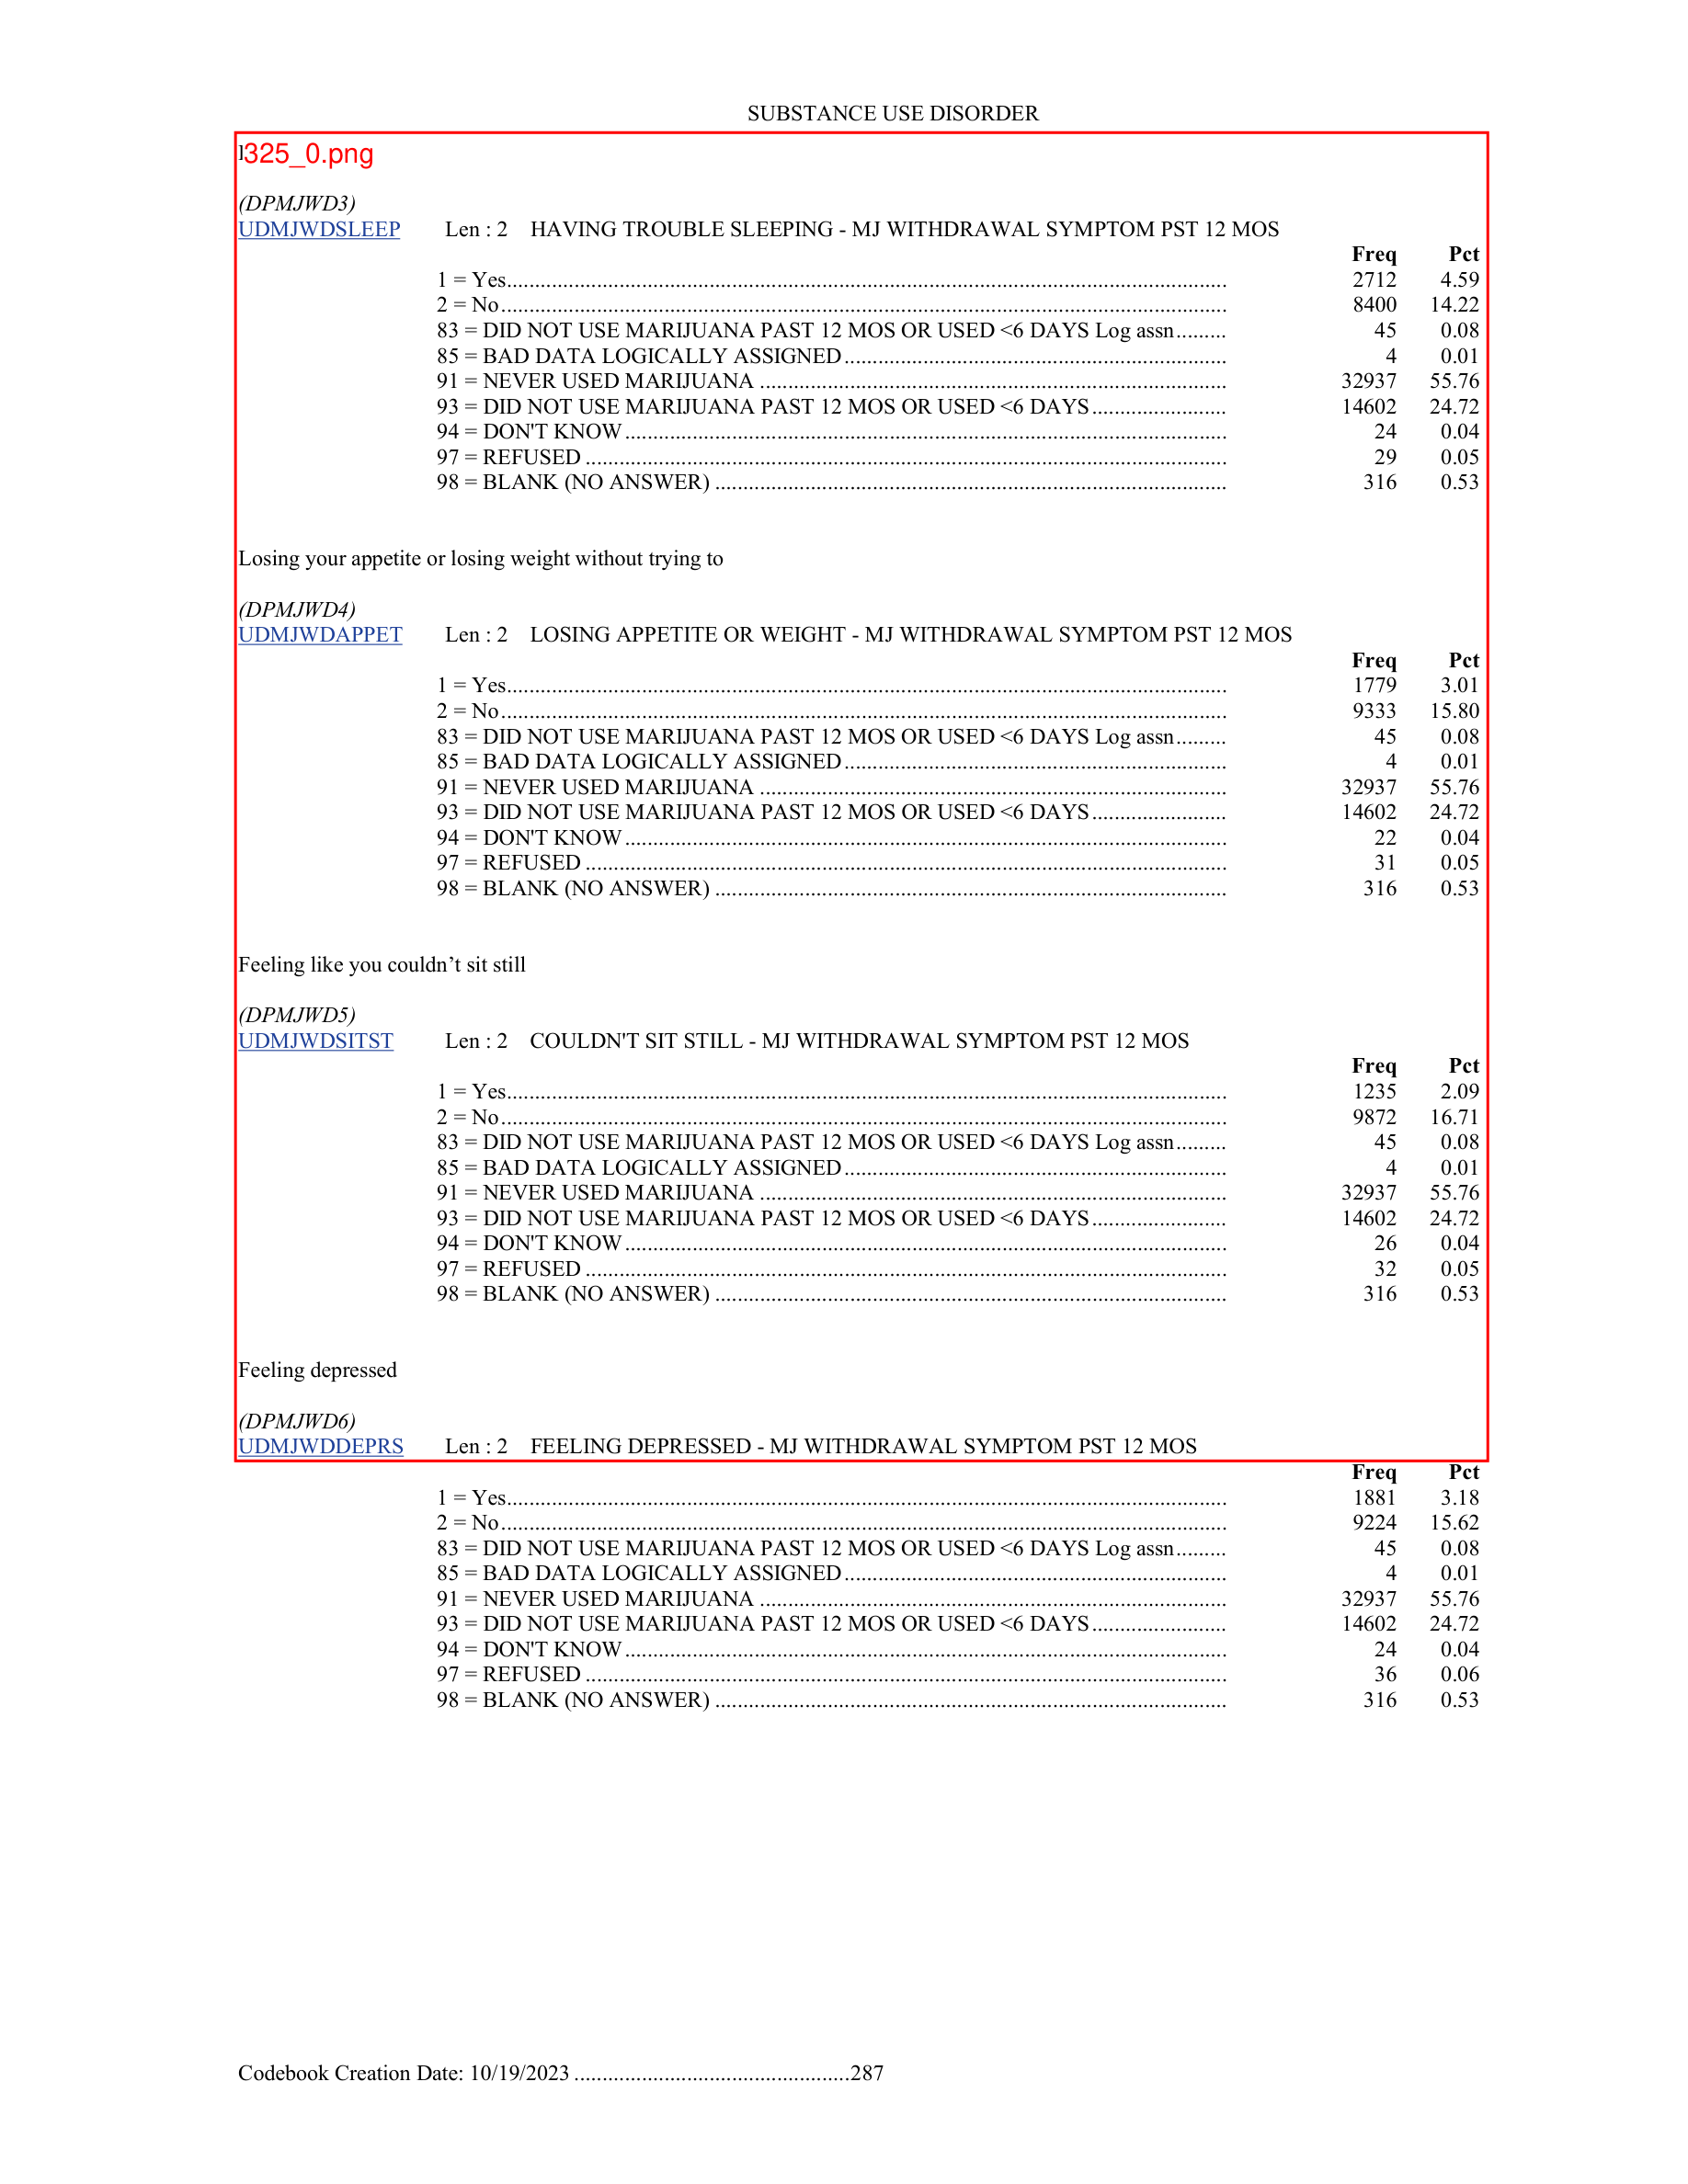 SUBSTANCE USE DISORDER
325_0.png
(DPMJWD3)
UDMJWDSLEEP Len : 2 HAVING TROUBLE SLEEPING - MJ WITHDRAWAL SYMPTOM PST 12 MOS
Freq Pct
1 = Yes................................................................ 2712 4.59
2 = No................................................................ 8400 14.22
83 = DID NOT USE MARIJUANA PAST 12 MOS OR USED <6 DAYS Log assn......... 45 0.08
85 = BAD DATA LOGICALLY ASSIGNED................................ 4 0.01
91 = NEVER USED MARIJUANA ................................ 32937 55.76
93 = DID NOT USE MARIJUANA PAST 12 MOS OR USED <6 DAYS........................ 14602 24.72
94 = DON'T KNOW................................................ 24 0.04
97 = REFUSED ................................................ 29 0.05
98 = BLANK (NO ANSWER) ................................ 316 0.53
Losing your appetite or losing weight without trying to
(DPMJWD4)
UDMJWDAPPET Len : 2 LOSING APPETITE OR WEIGHT - MJ WITHDRAWAL SYMPTOM PST 12 MOS
Freq Pct
1 = Yes................................................................ 1779 3.01
2 = No................................................................ 9333 15.80
83 = DID NOT USE MARIJUANA PAST 12 MOS OR USED <6 DAYS Log assn......... 45 0.08
85 = BAD DATA LOGICALLY ASSIGNED................................ 4 0.01
91 = NEVER USED MARIJUANA ................................ 32937 55.76
93 = DID NOT USE MARIJUANA PAST 12 MOS OR USED <6 DAYS........................ 14602 24.72
94 = DON'T KNOW................................................ 22 0.04
97 = REFUSED ................................................ 31 0.05
98 = BLANK (NO ANSWER) ................................ 316 0.53
Feeling like you couldn’t sit still
(DPMJWD5)
UDMJWDSITST Len : 2 COULDN'T SIT STILL - MJ WITHDRAWAL SYMPTOM PST 12 MOS
Freq Pct
1 = Yes................................................................ 1235 2.09
2 = No................................................................ 9872 16.71
83 = DID NOT USE MARIJUANA PAST 12 MOS OR USED <6 DAYS Log assn......... 45 0.08
85 = BAD DATA LOGICALLY ASSIGNED................................ 4 0.01
91 = NEVER USED MARIJUANA ................................ 32937 55.76
93 = DID NOT USE MARIJUANA PAST 12 MOS OR USED <6 DAYS........................ 14602 24.72
94 = DON'T KNOW................................................ 26 0.04
97 = REFUSED ................................................ 32 0.05
98 = BLANK (NO ANSWER) ................................ 316 0.53
Feeling depressed
(DPMJWD6)
UDMJWDDEPRS Len : 2 FEELING DEPRESSED - MJ WITHDRAWAL SYMPTOM PST 12 MOS
Freq Pct
1 = Yes................................................................ 1881 3.18
2 = No................................................................ 9224 15.62
83 = DID NOT USE MARIJUANA PAST 12 MOS OR USED <6 DAYS Log assn......... 45 0.08
85 = BAD DATA LOGICALLY ASSIGNED................................ 4 0.01
91 = NEVER USED MARIJUANA ................................ 32937 55.76
93 = DID NOT USE MARIJUANA PAST 12 MOS OR USED <6 DAYS........................ 14602 24.72
94 = DON'T KNOW................................................ 24 0.04
97 = REFUSED ................................................ 36 0.06
98 = BLANK (NO ANSWER) ................................ 316 0.53
Codebook Creation Date: 10/19/2023 .................................................287